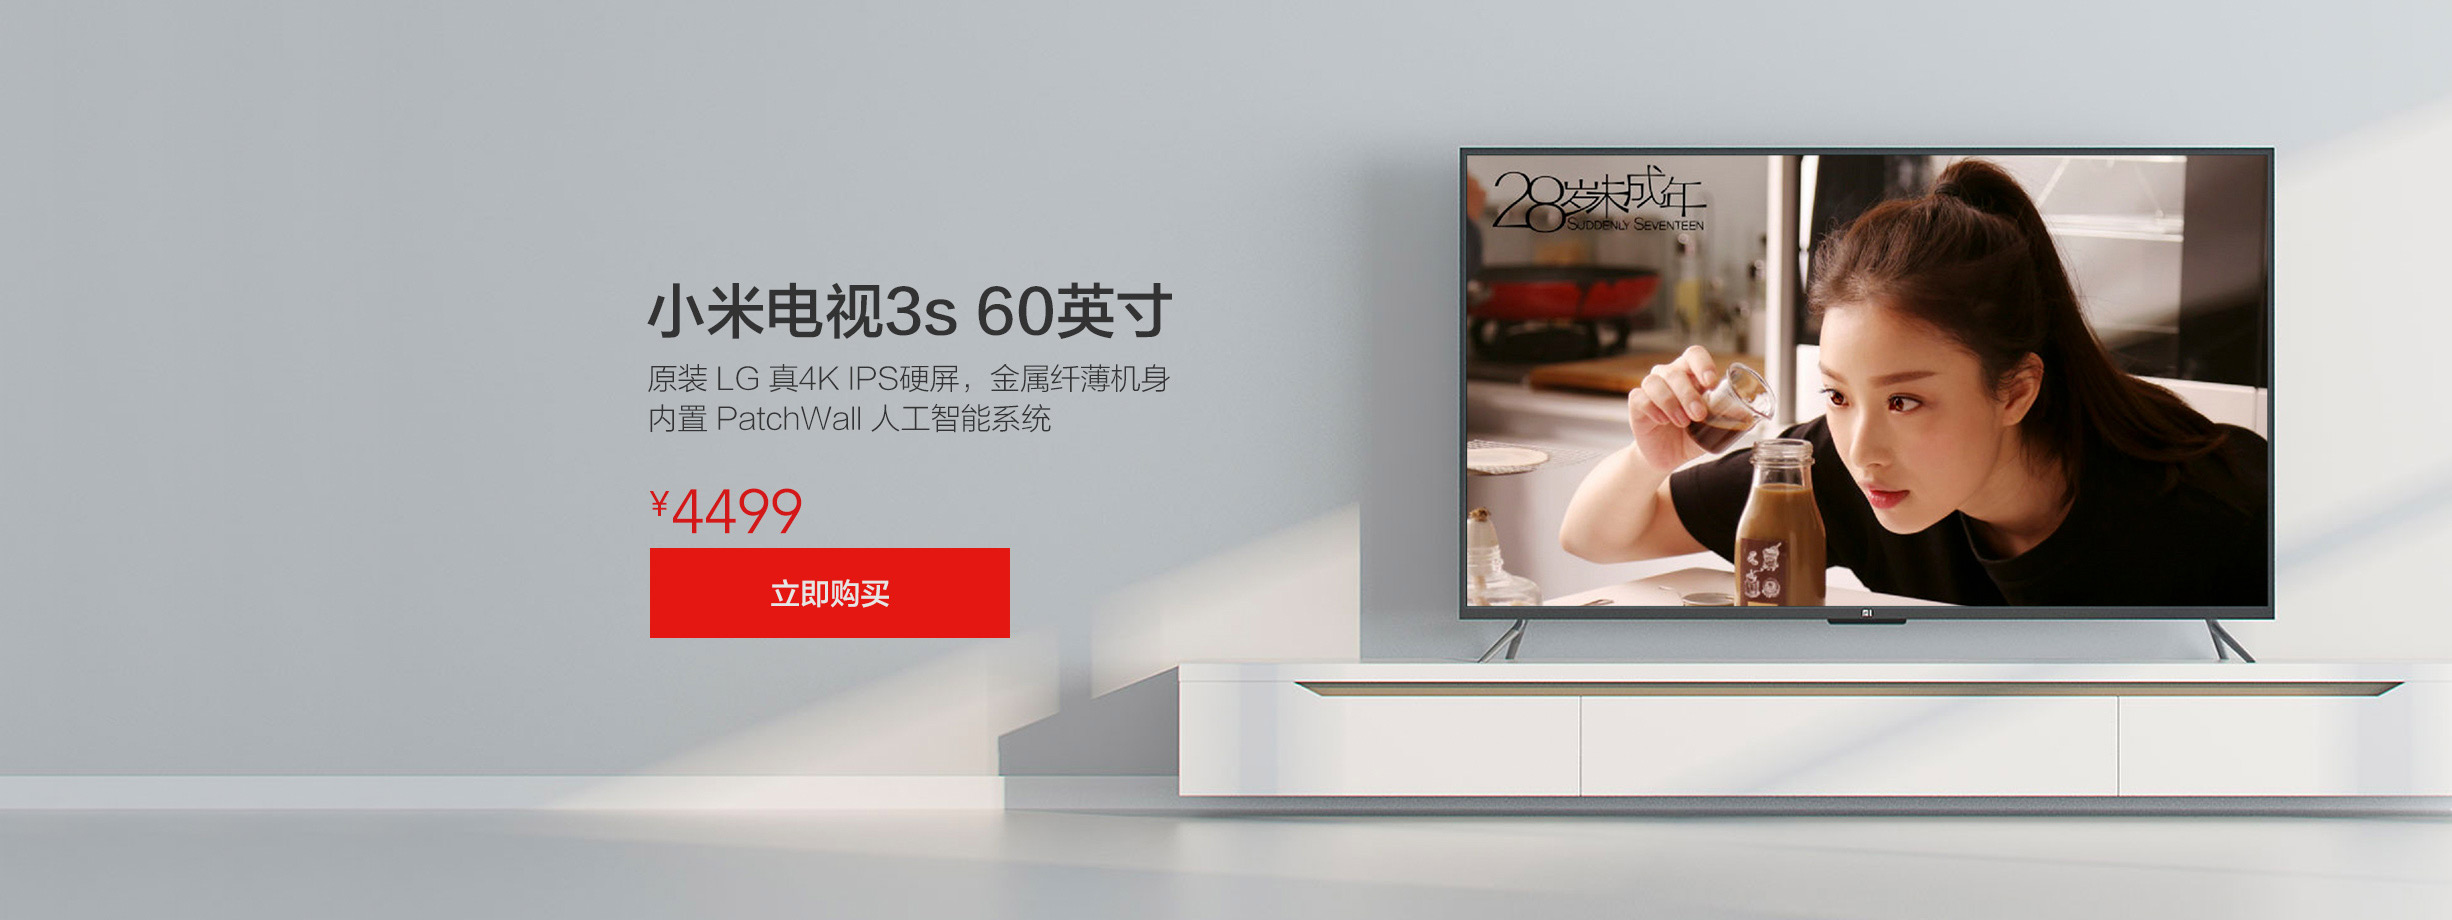 小米电视3s 60英寸
原装 LG 真4K IPS硬屏，金属纤薄机身
内置 PatchWall 人工智能系统
¥4499
立即购买
28岁未成年
SUDDENLY SEVENTEEN
MI